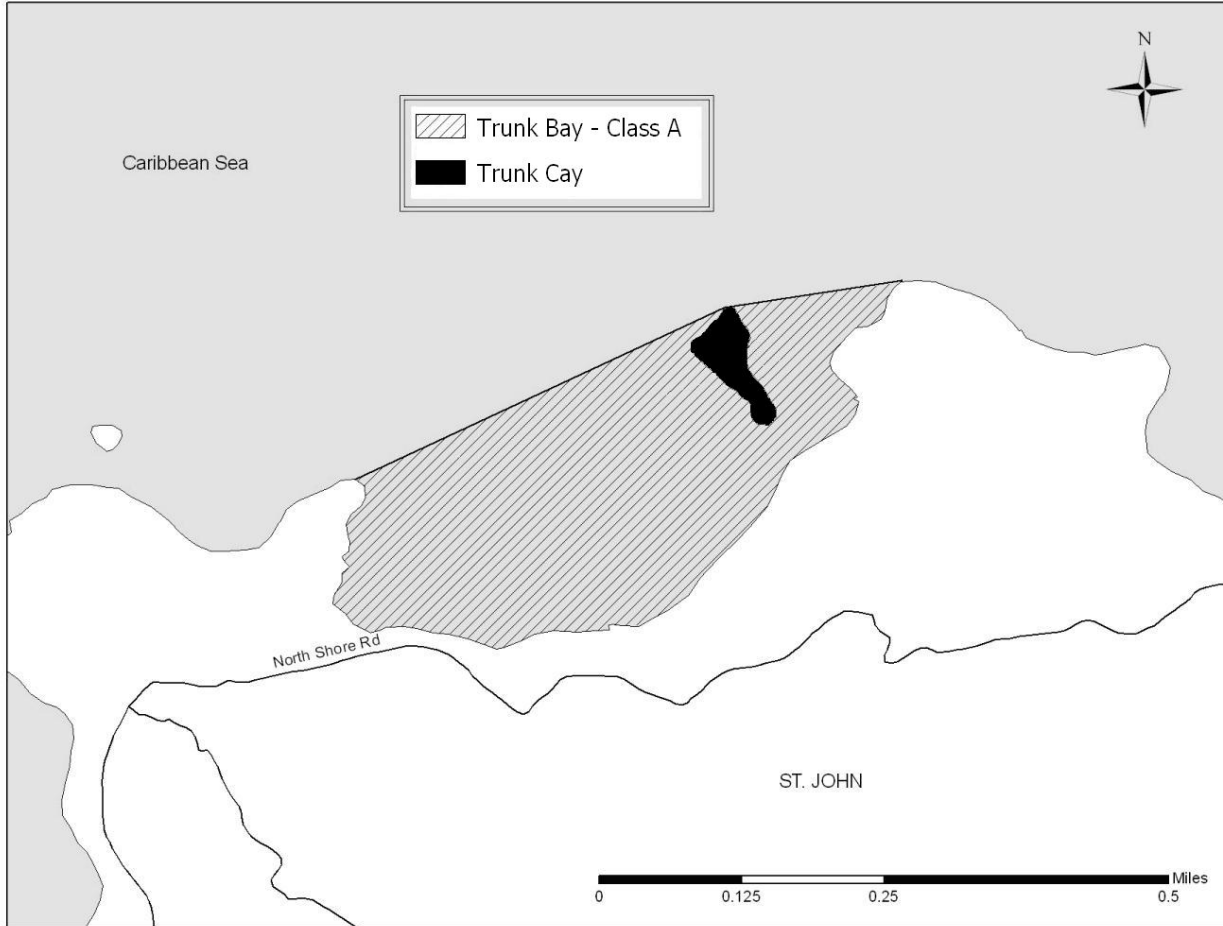 N
Trunk Bay - Class A
Caribbean Sea
Trunk Cay
North Shore Rd
ST. JOHN
Miles
0 0.125 0.25 0.5